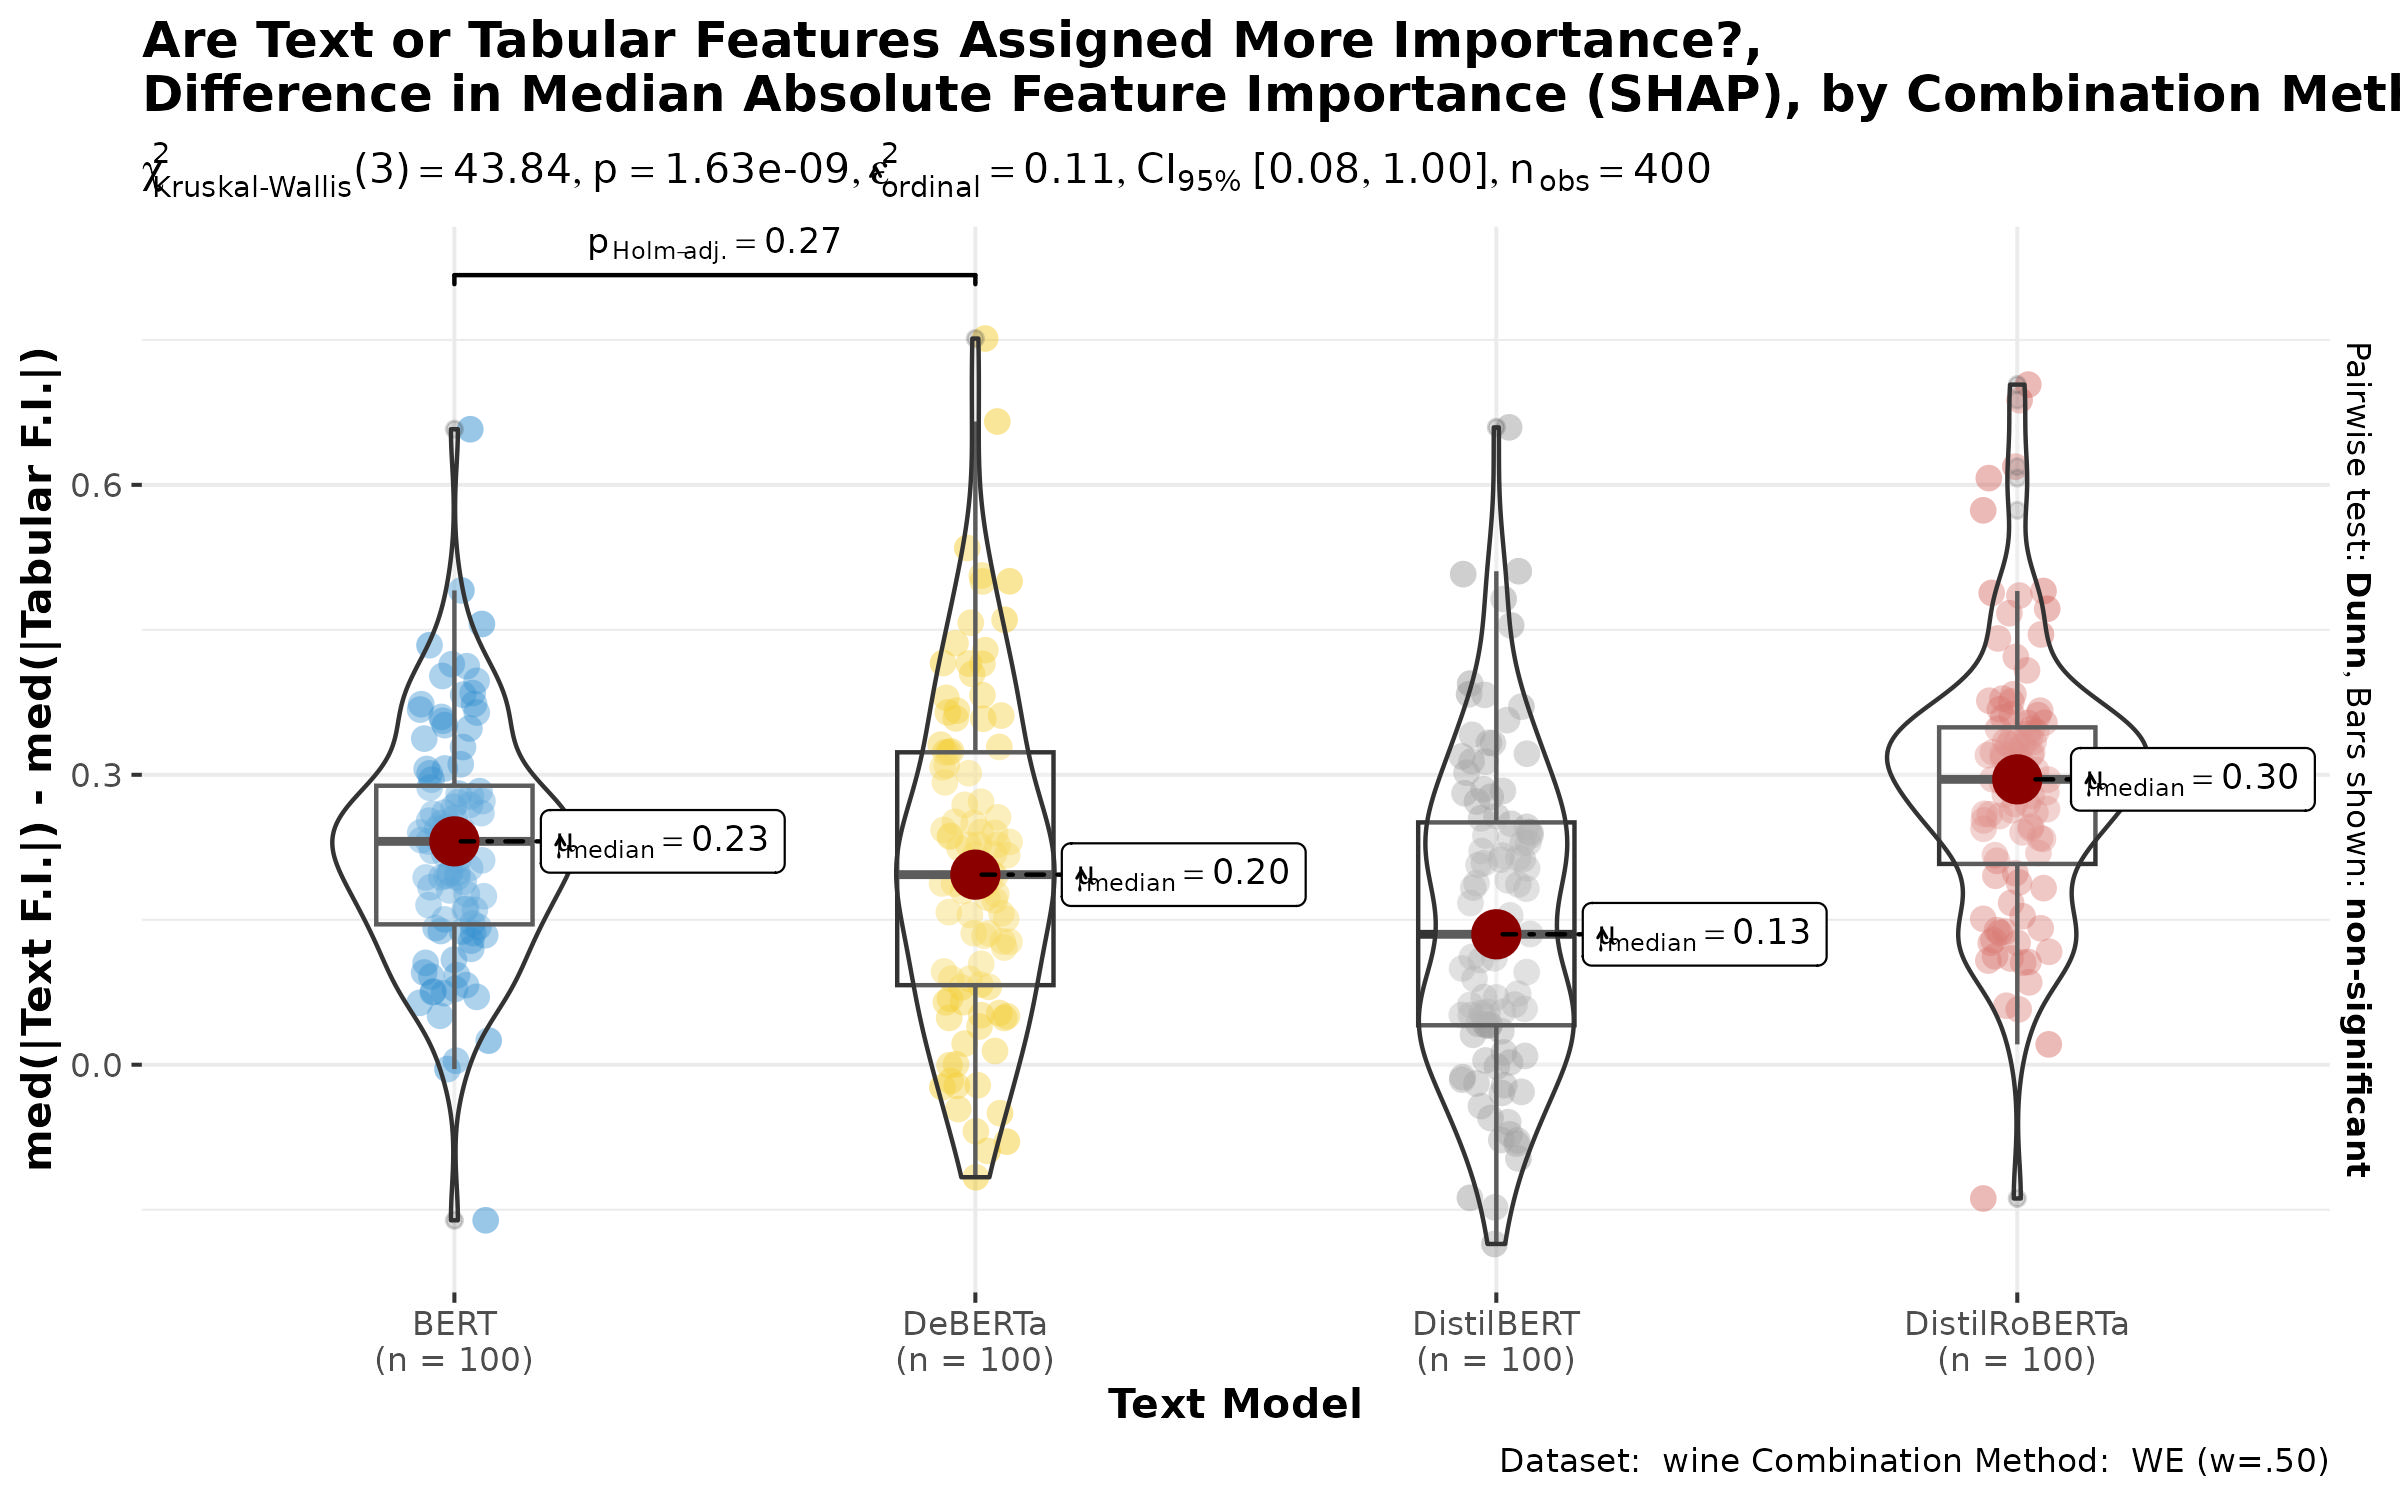 Are Text or Tabular Features Assigned More Importance?,
Difference in Median Absolute Feature Importance (SHAP), by Combination Meth
χ²Kruskal-Wallis(3) = 43.84, p = 1.63e-09, ε̂²ordinal = 0.11, CI95% [0.08, 1.00], nobs = 400
pHolm-adj. = 0.27
med(|Text F.I.|) - med(|Tabular F.I.|)
0.6
0.3
0.0
μ̂median = 0.23
μ̂median = 0.20
μ̂median = 0.13
μ̂median = 0.30
Pairwise test: Dunn, Bars shown: non-significant
BERT
(n = 100)
DeBERTa
(n = 100)
DistilBERT
(n = 100)
DistilRoBERTa
(n = 100)
Text Model
Dataset:  wine Combination Method:  WE (w=.50)